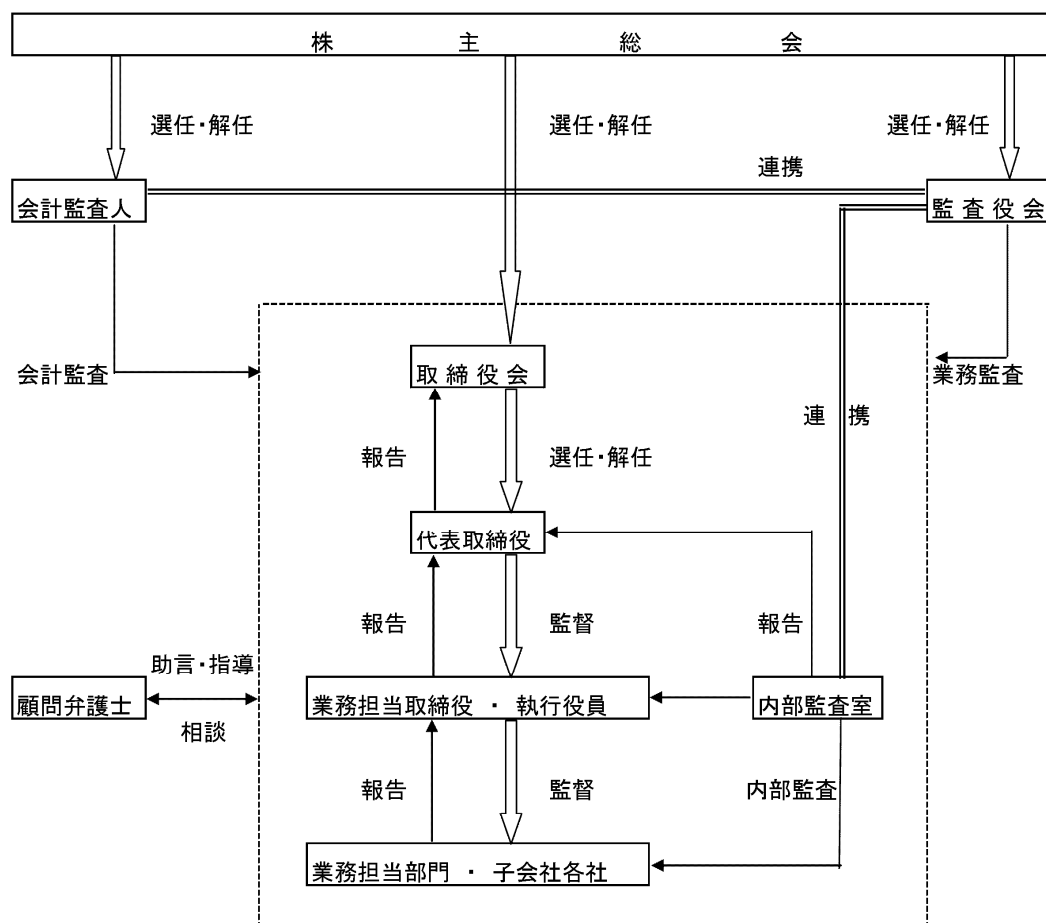 株主総会
選任・解任
選任・解任
選任・解任
連携
会計監査人
監査役会
会計監査
取締役会
業務監査
連携
報告
選任・解任
代表取締役
報告
監督
報告
助言・指導
顧問弁護士
業務担当取締役 ・ 執行役員
内部監査室
相談
報告
監督
内部監査
業務担当部門 ・ 子会社各社